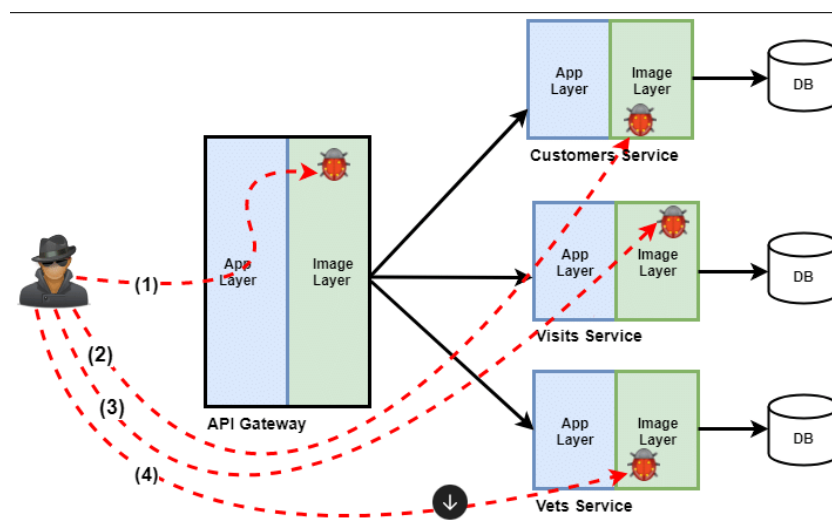 App
Layer
Image
Layer
DB
Customers Service
App
Layer
Image
Layer
API Gateway
App
Layer
Image
Layer
DB
Visits Service
App
Layer
Image
Layer
DB
Vets Service
(1)
(2)
(3)
(4)